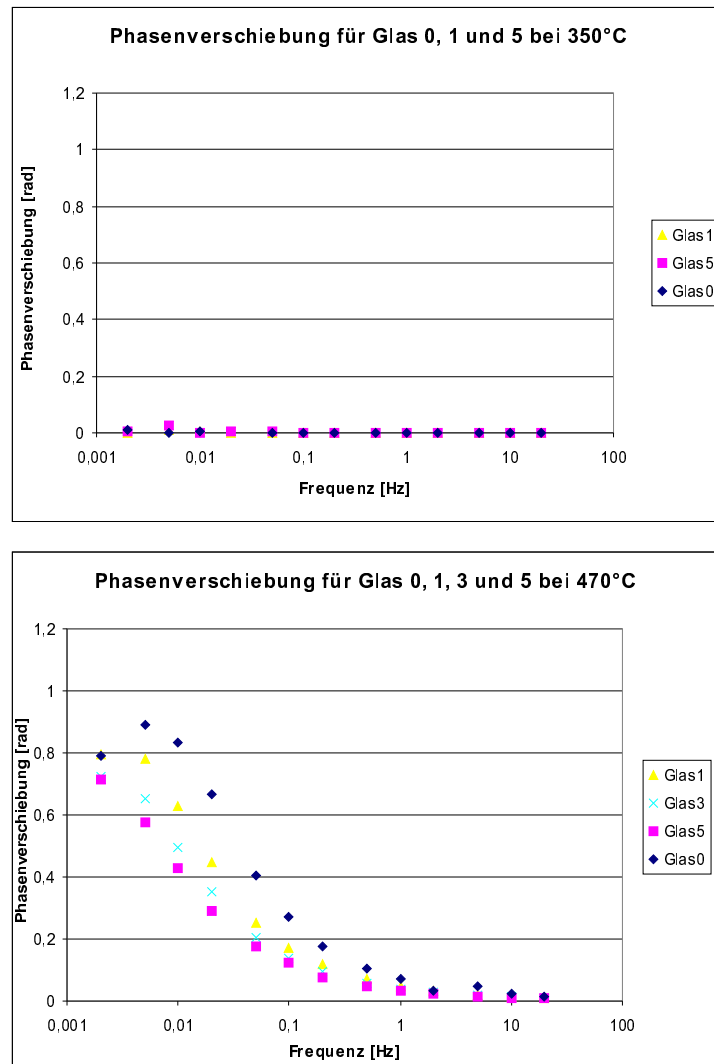 Phasenverschiebung für Glas 0, 1 und 5 bei 350°C
1,2
1
0,8
0,6
0,4
0,2
0
Phasenverschiebung [rad]
0,001 0,01 0,1 1 10 100
Frequenz [Hz]
Glas1
Glas5
Glas0
Phasenverschiebung für Glas 0, 1, 3 und 5 bei 470°C
1,2
1
0,8
0,6
0,4
0,2
0
Phasenverschiebung [rad]
0,001 0,01 0,1 1 10 100
Frequenz [Hz]
Glas1
Glas3
Glas5
Glas0